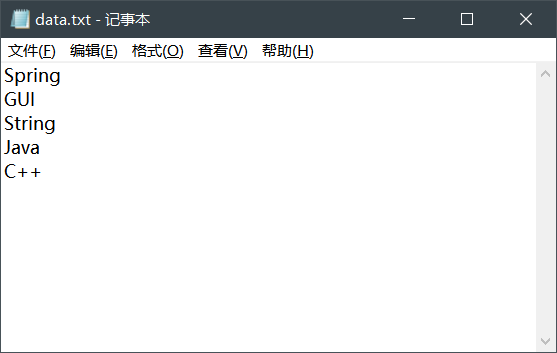 data.txt - 记事本
文件(F) 编辑(E) 格式(O) 查看(V) 帮助(H)
Spring
GUI
String
Java
C++